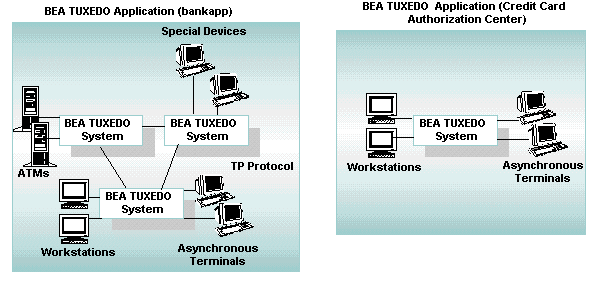 BEA TUXEDO Application (bankapp)
Special Devices
BEA TUXEDO
System
BEA TUXEDO
System
ATMs
TP Protocol
BEA TUXEDO
System
Workstations
Asynchronous
Terminals
BEA TUXEDO Application (Credit Card
Authorization Center)
BEA TUXEDO
System
Workstations
Asynchronous
Terminals